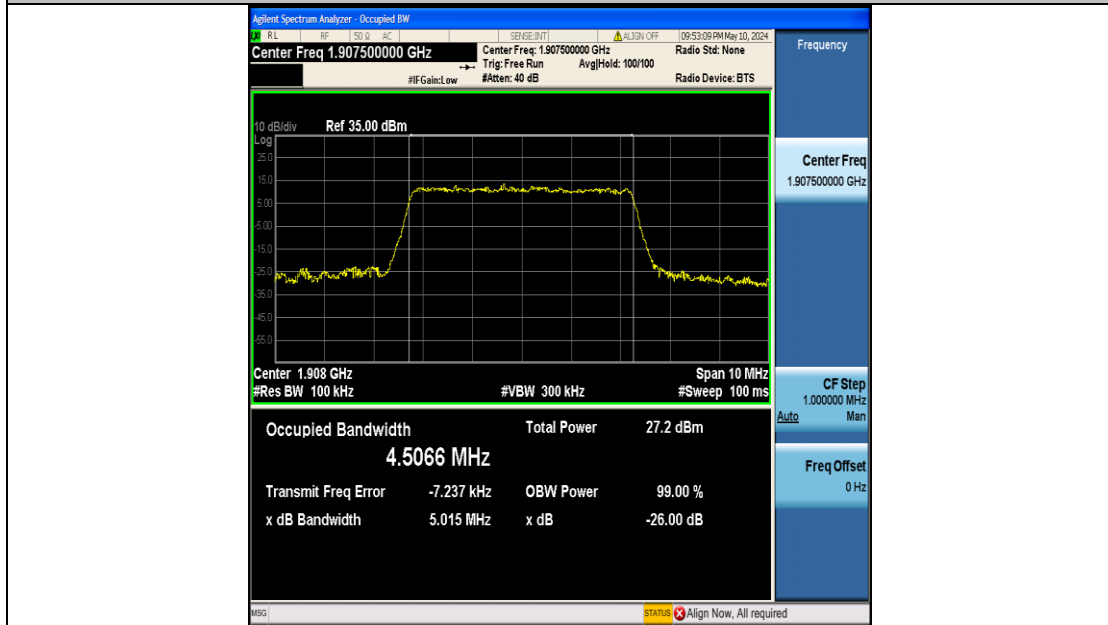 Agilent Spectrum Analyzer - Occupied BW
RL RF 50 Ω AC SENSE:INT ALIGN OFF 09:53:09 PM May 10, 2024
Center Freq 1.907500000 GHz
Center Freq: 1.907500000 GHz Radio Std: None
Trig: Free Run Avg|Hold: 100/100
#IFGain:Low #Atten: 40 dB Radio Device: BTS
10 dB/div Ref 35.00 dBm
Log
25.0
15.0
5.00
-5.00
-15.0
-25.0
-35.0
-45.0
-55.0
Center 1.908 GHz Span 10 MHz
#Res BW 100 kHz #VBW 300 kHz #Sweep 100 ms
Occupied Bandwidth Total Power 27.2 dBm
4.5066 MHz
Transmit Freq Error -7.237 kHz OBW Power 99.00 %
x dB Bandwidth 5.015 MHz x dB -26.00 dB
Frequency
Center Freq
1.907500000 GHz
CF Step
1.000000 MHz
Auto Man
Freq Offset
0 Hz
MSG STATUS Align Now, All required